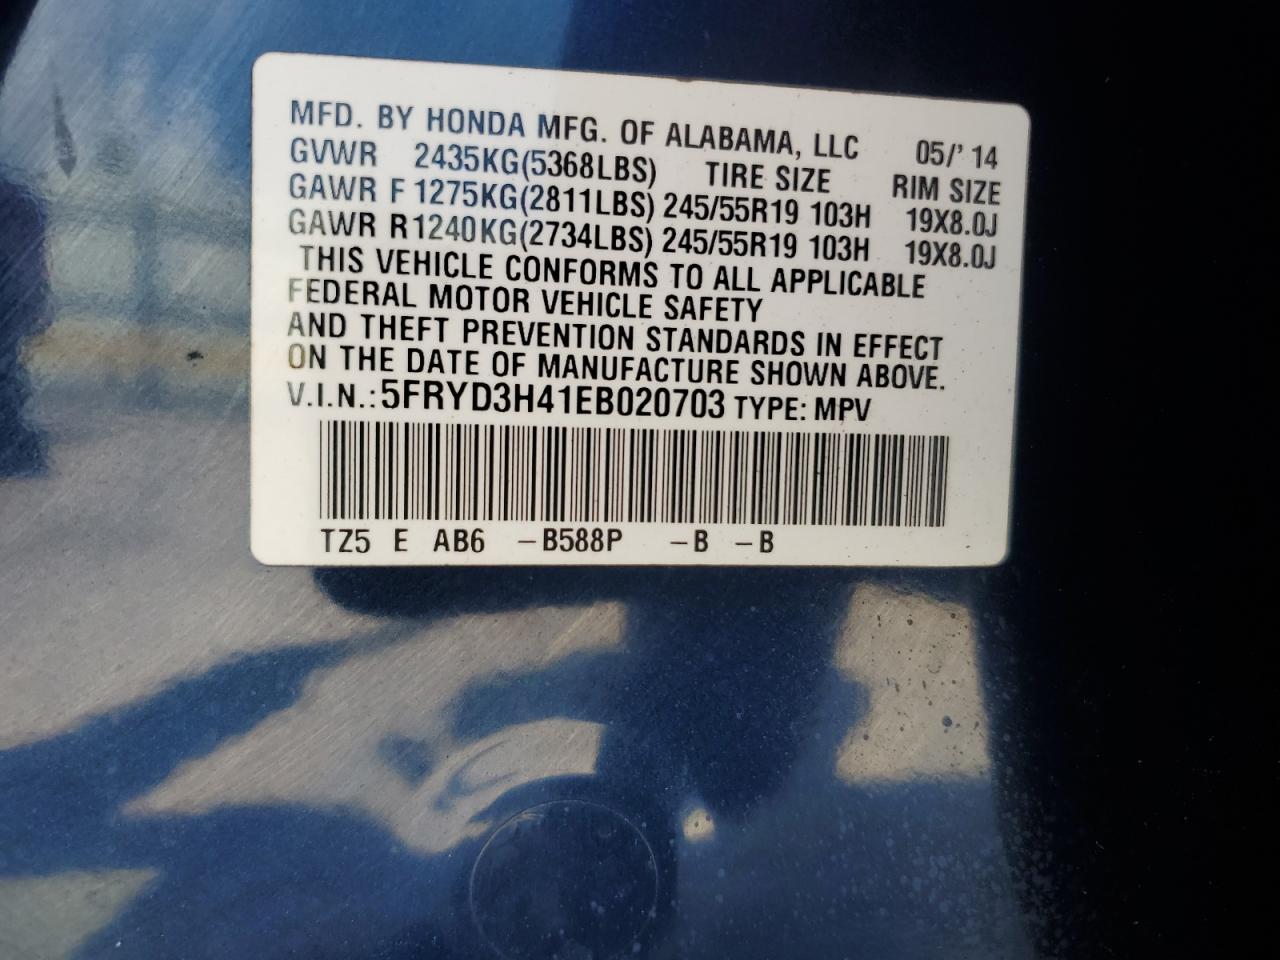 MFD. BY HONDA MFG. OF ALABAMA, LLC 05/'14
GVWR 2435KG(5368LBS) TIRE SIZE RIM SIZE
GAWR F 1275KG(2811LBS) 245/55R19 103H 19X8.0J
GAWR R 1240KG(2734LBS) 245/55R19 103H 19X8.0J
THIS VEHICLE CONFORMS TO ALL APPLICABLE
FEDERAL MOTOR VEHICLE SAFETY
AND THEFT PREVENTION STANDARDS IN EFFECT
ON THE DATE OF MANUFACTURE SHOWN ABOVE.
V.I.N.: 5FRYD3H41EB020703 TYPE: MPV
TZ5 E AB6 -B588P -B -B